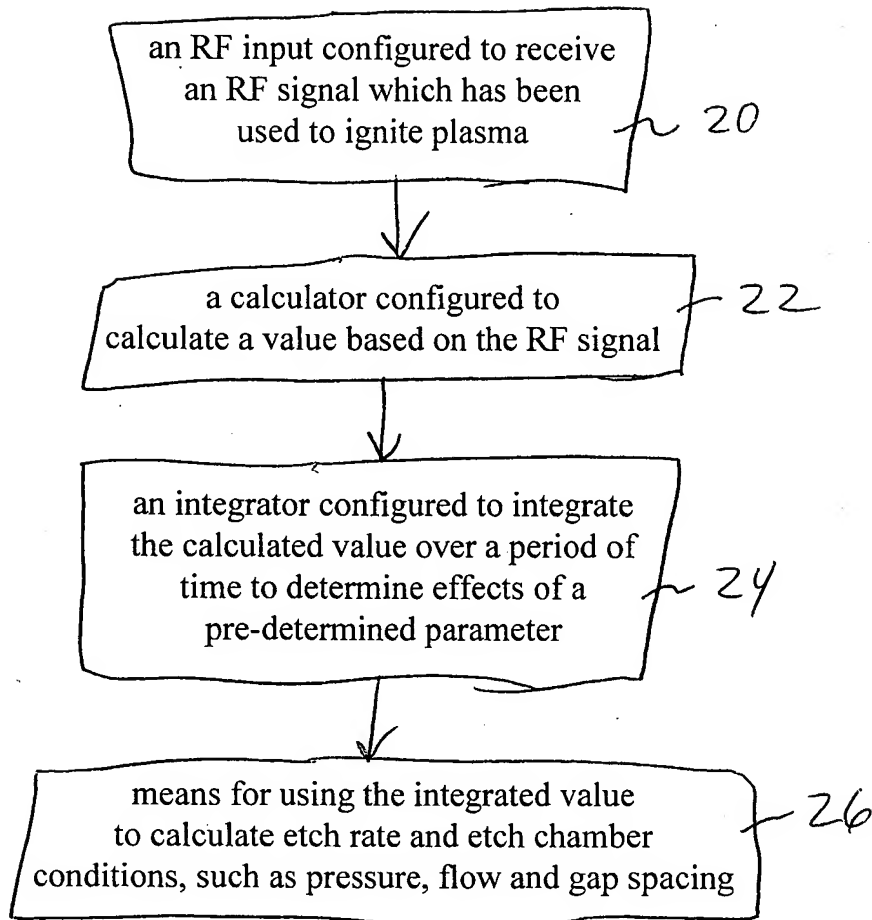 an RF input configured to receive
an RF signal which has been
used to ignite plasma
20
a calculator configured to
calculate a value based on the RF signal
22
an integrator configured to integrate
the calculated value over a period of
time to determine effects of a
pre-determined parameter
24
means for using the integrated value
to calculate etch rate and etch chamber
conditions, such as pressure, flow and gap spacing
26